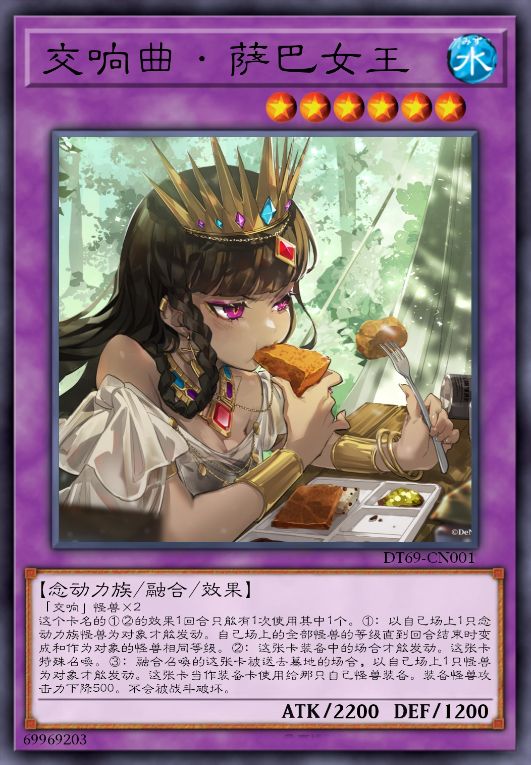 交响曲·萨巴女王
みず
水
©DeN
DT69-CN001
【念动力族/融合/效果】
「交响」怪兽×2
这个卡名的①②的效果1回合只能有1次使用其中1个。①：以自己场上1只念
动力族怪兽为对象才能发动。自己场上的全部怪兽的等级直到回合结束时变
成和作为对象的怪兽相同等级。②：这张卡装备中的场合才能发动。这张卡
特殊召唤。③：融合召唤的这张卡被送去墓地的场合，以自己场上1只怪兽
为对象才能发动。这张卡当作装备卡使用给那只自己怪兽装备。装备怪兽攻
击力下降500。不会被战斗破坏。
ATK/2200 DEF/1200
69969203